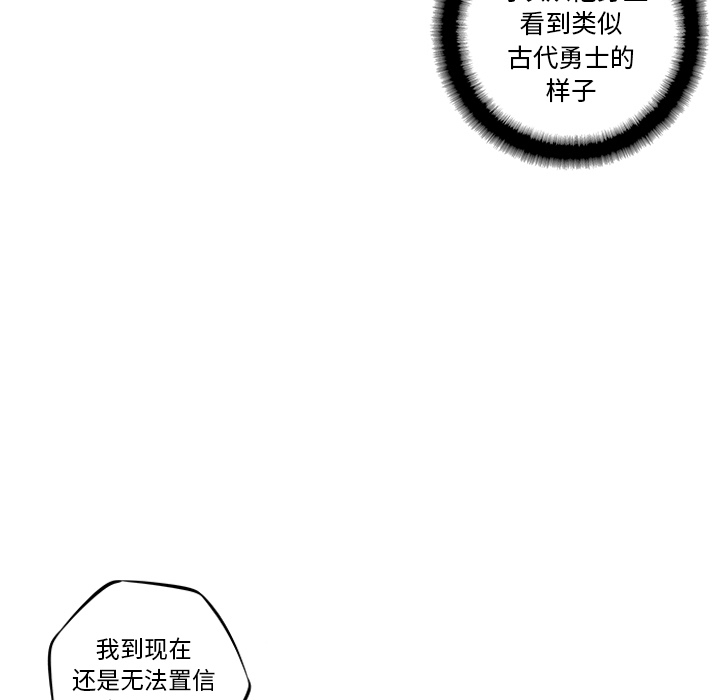 看到类似
古代勇士的
样子
我到现在
还是无法置信